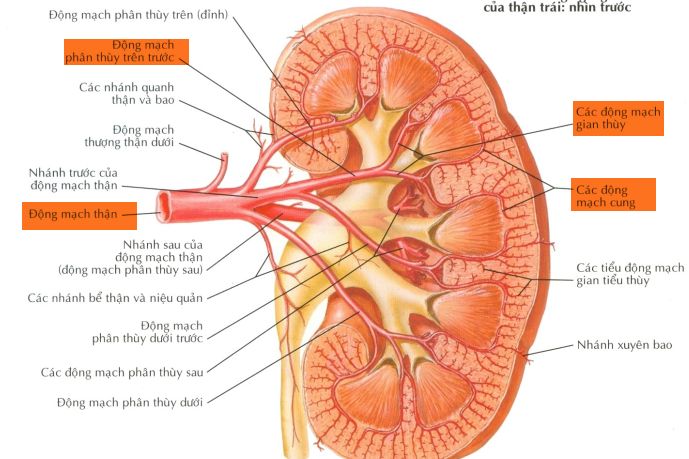 của thận trái: nhìn trước
Động mạch phân thùy trên (đỉnh)
Động mạch
phân thùy trên trước
Các nhánh quanh
thận và bao
Động mạch
thượng thận dưới
Nhánh trước của
động mạch thận
Động mạch thận
Nhánh sau của
động mạch thận
(động mạch phân thùy sau)
Các nhánh bể thận và niệu quản
Động mạch
phân thùy dưới trước
Các động mạch phân thùy sau
Động mạch phân thùy dưới
Các động mạch
gian thùy
Các động
mạch cung
Các tiểu động mạch
gian tiểu thùy
Nhánh xuyên bao